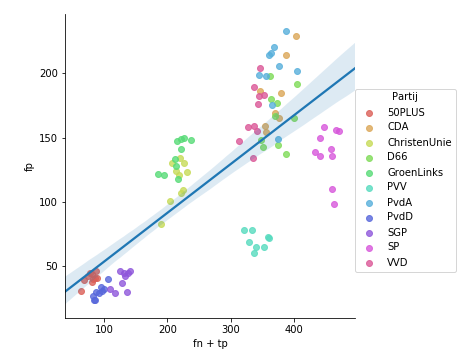 200
150
100
50
fp
100
200
300
400
fn + tp
Partij
50PLUS
CDA
ChristenUnie
D66
GroenLinks
PVV
PvdA
PvdD
SGP
SP
VVD